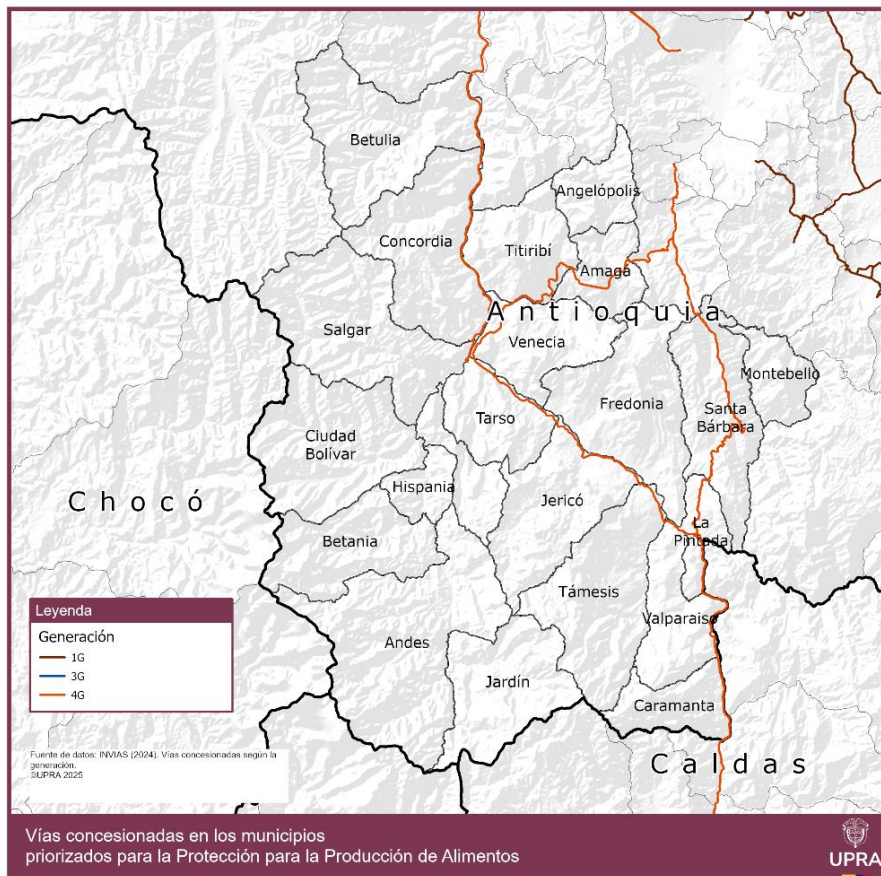 Betulia
Angelópolis
Concordia
Titiribí
Amagá
Antioquia
Salgar
Venecia
Montebello
Tarso
Fredonia
Santa
Bárbara
Ciudad
Bolívar
Hispania
Chocó
Jericó
Betania
La
Pintada
Támesis
Valparaiso
Andes
Jardín
Caramanta
Caldas
Leyenda
Generación
1G
3G
4G
Fuente de datos: INVIAS (2024). Vías concesionadas según la
generación.
©UPRA 2025
Vías concesionadas en los municipios
priorizados para la Protección para la Producción de Alimentos
UPRA